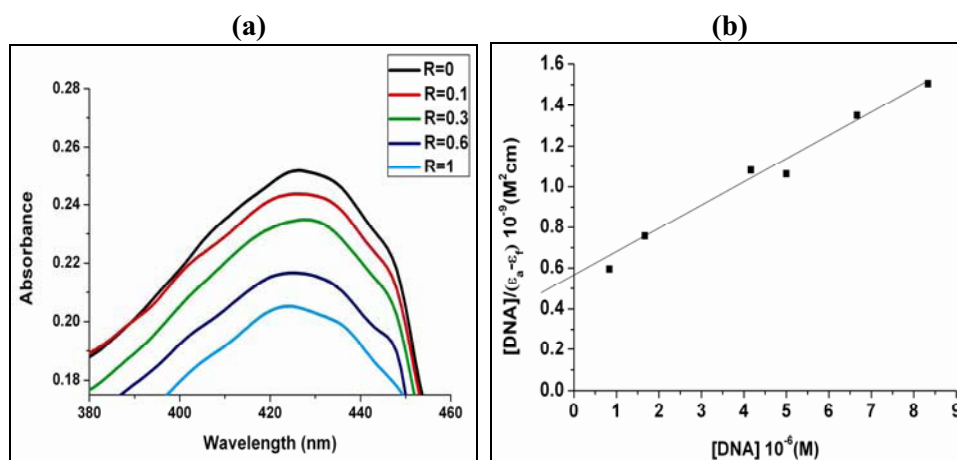 (a)
(b)
R=0
R=0.1
R=0.3
R=0.6
R=1
0.28
0.26
0.24
0.22
0.20
0.18
Absorbance
380
400
420
440
460
Wavelength (nm)
1.6
1.4
1.2
1.0
0.8
0.6
0.4
0.2
0.0
[DNA]/(εa-εf) 10⁻⁹(M²cm)
0
1
2
3
4
5
6
7
8
9
[DNA] 10⁻⁶(M)